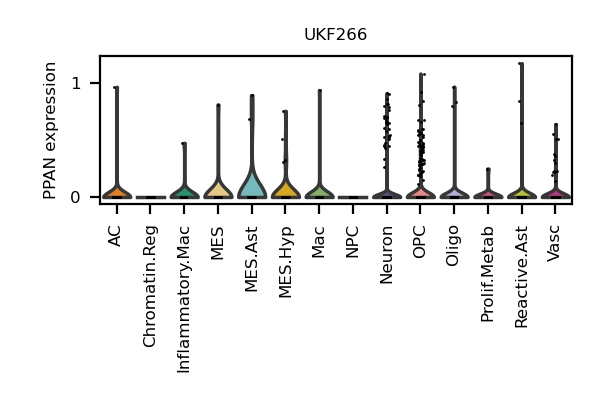 UKF266
PPAN expression
1
0
AC
Chromatin.Reg
Inflammatory.Mac
MES
MES.Ast
MES.Hyp
Mac
NPC
Neuron
OPC
Oligo
Prolif.Metab
Reactive.Ast
Vasc